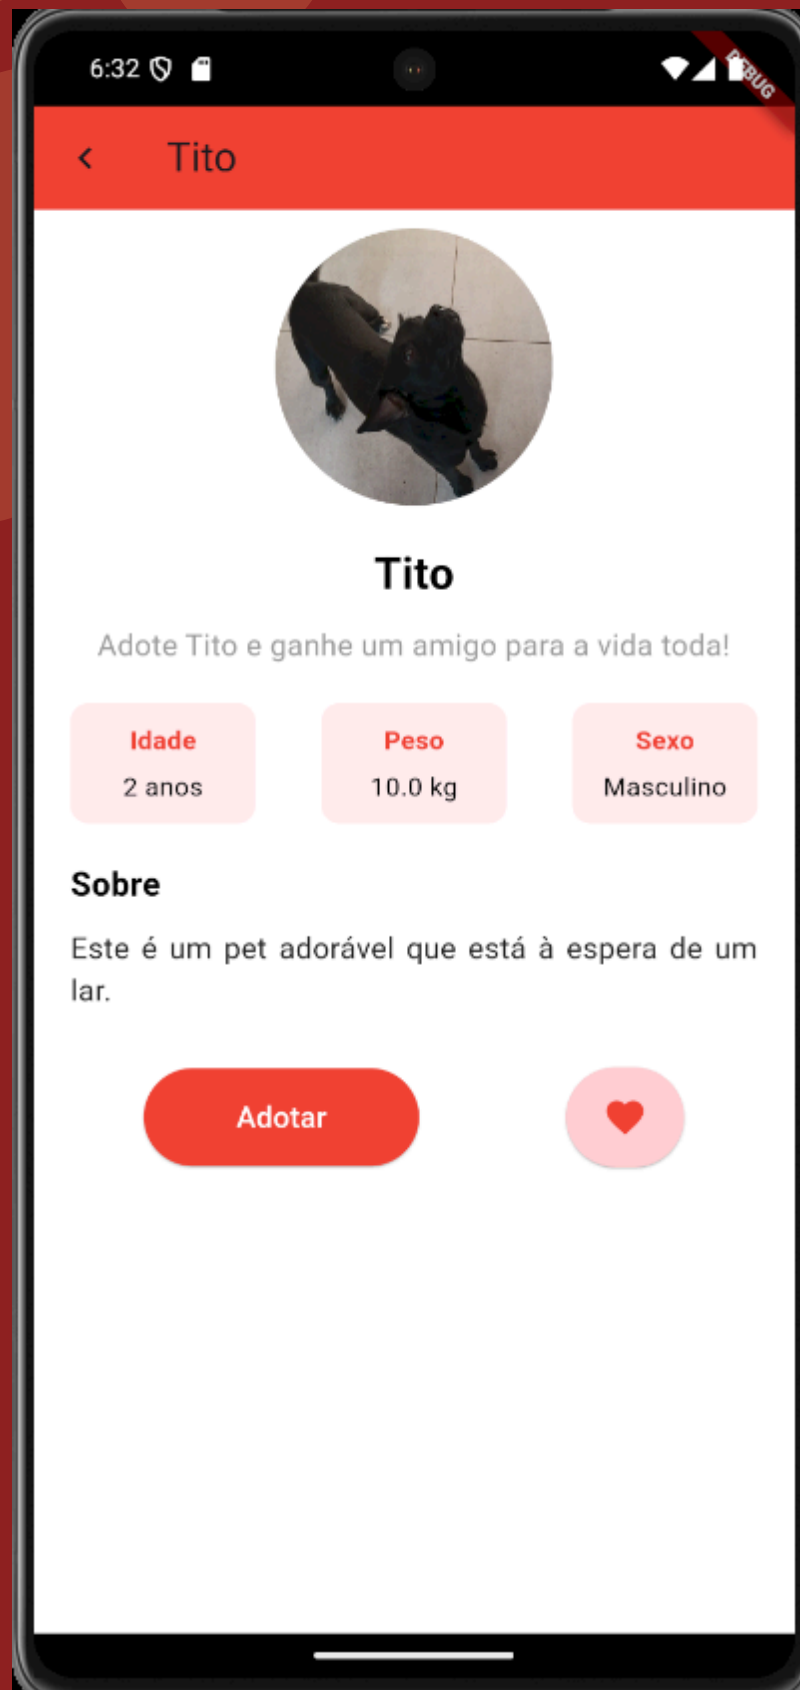 6:32
DEBUG
Tito
Tito
Adote Tito e ganhe um amigo para a vida toda!
Idade
Peso
Sexo
2 anos
10.0 kg
Masculino
Sobre
Este é um pet adorável que está à espera de um
lar.
Adotar